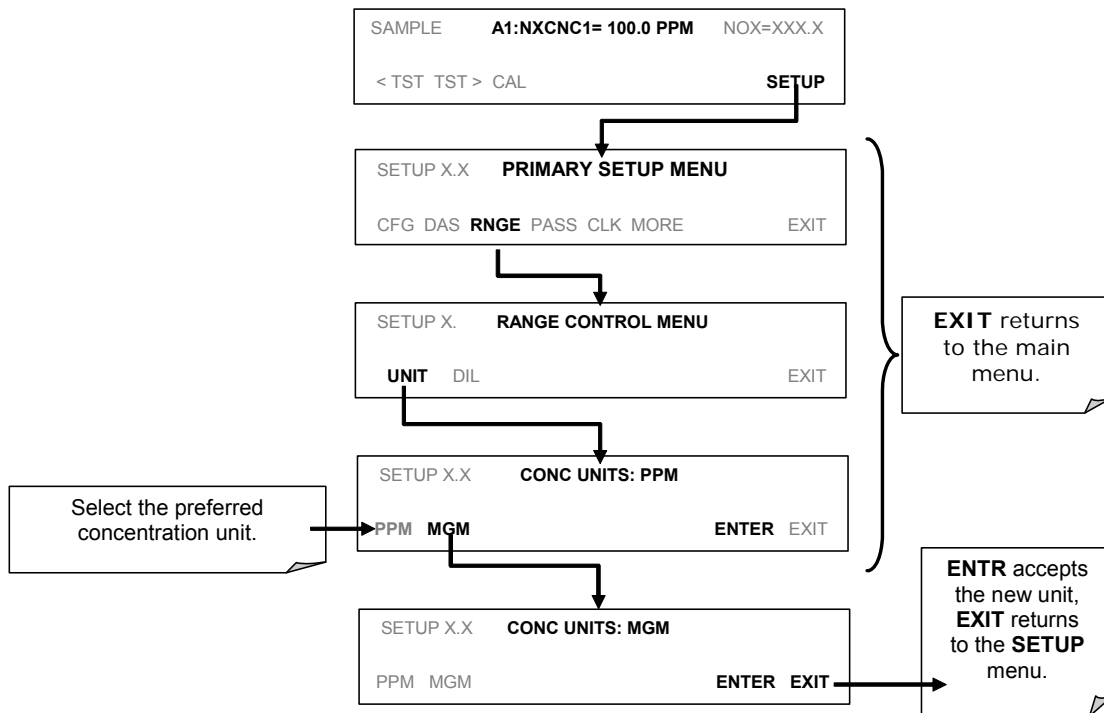 SAMPLE A1:NXCNC1= 100.0 PPM NOX=XXX.X
< TST TST > CAL SETUP
SETUP X.X PRIMARY SETUP MENU
CFG DAS RNGE PASS CLK MORE EXIT
SETUP X. RANGE CONTROL MENU
UNIT DIL EXIT
EXIT returns
to the main
menu.
SETUP X.X CONC UNITS: PPM
PPM MGM ENTER EXIT
Select the preferred
concentration unit.
SETUP X.X CONC UNITS: MGM
PPM MGM ENTER EXIT
ENTR accepts
the new unit,
EXIT returns
to the SETUP
menu.